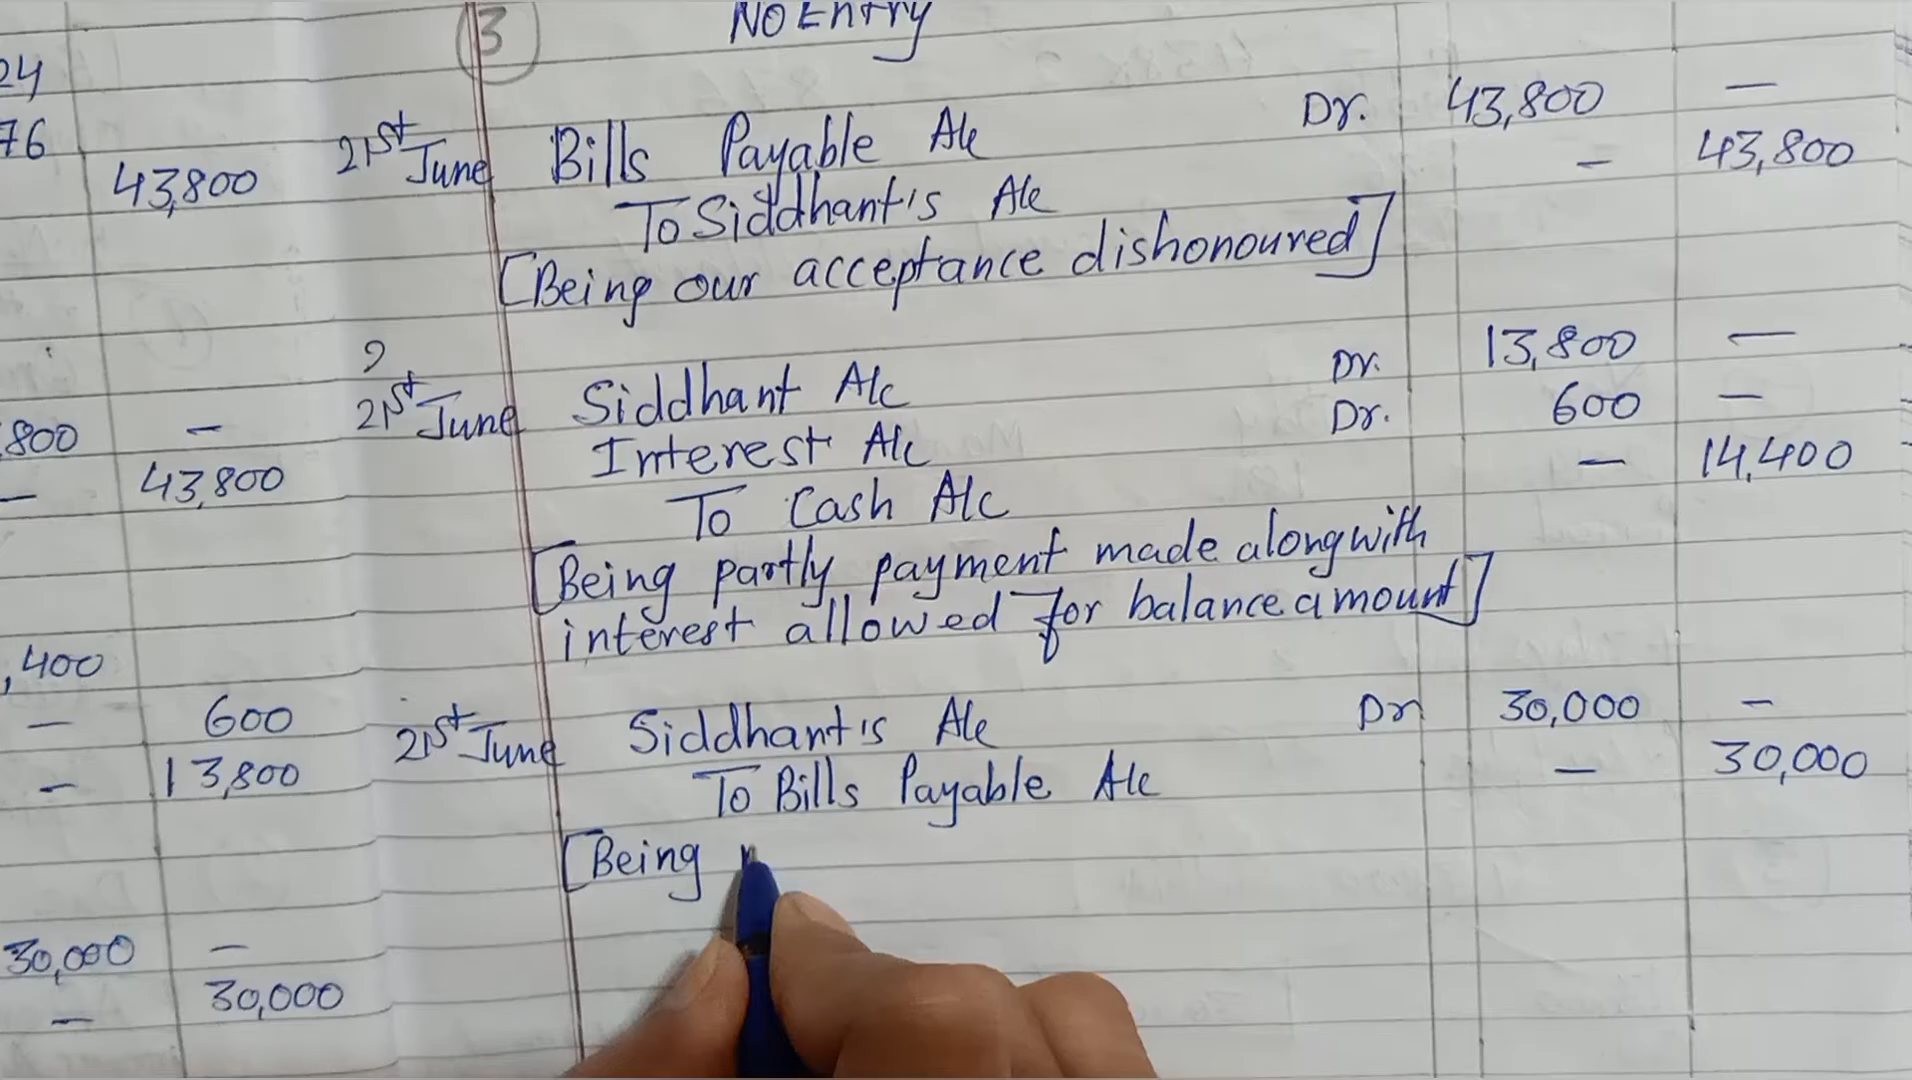 3 No Entry
24
76
43,800 21st June Bills Payable A/c Dr. 43,800 —
To Siddhant's A/c — 43,800
[Being our acceptance dishonoured]
800 — 21st June Siddhant A/c Dr. 13,800 —
— 43,800 Interest A/c Dr. 600 —
To Cash A/c — 14,400
[Being partly payment made alongwith
interest allowed for balance amount]
,400
— 600 21st June Siddhant's A/c Dr 30,000 —
— 13,800 To Bills Payable A/c — 30,000
[Being
30,000 —
— 30,000